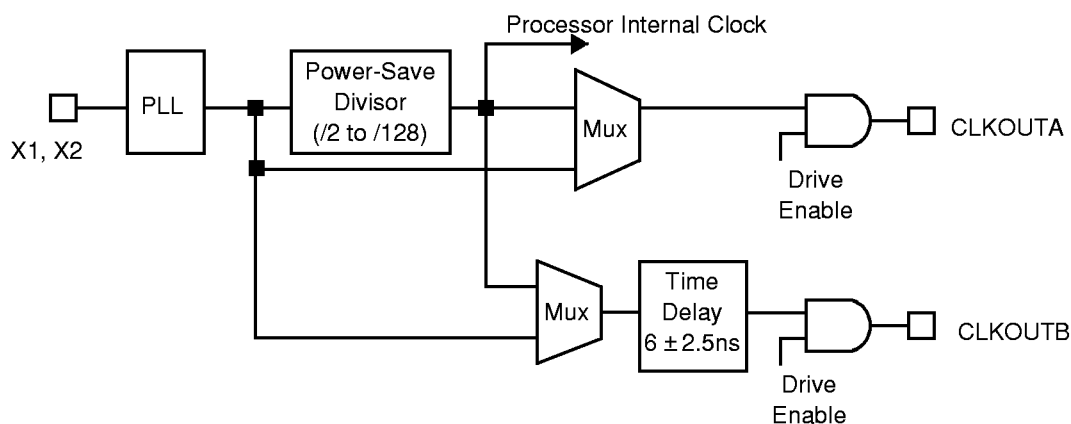 Processor Internal Clock
PLL
Power-Save
Divisor
(/2 to /128)
Mux
X1, X2
CLKOUTA
Drive
Enable
Mux
Time
Delay
6 ± 2.5ns
CLKOUTB
Drive
Enable